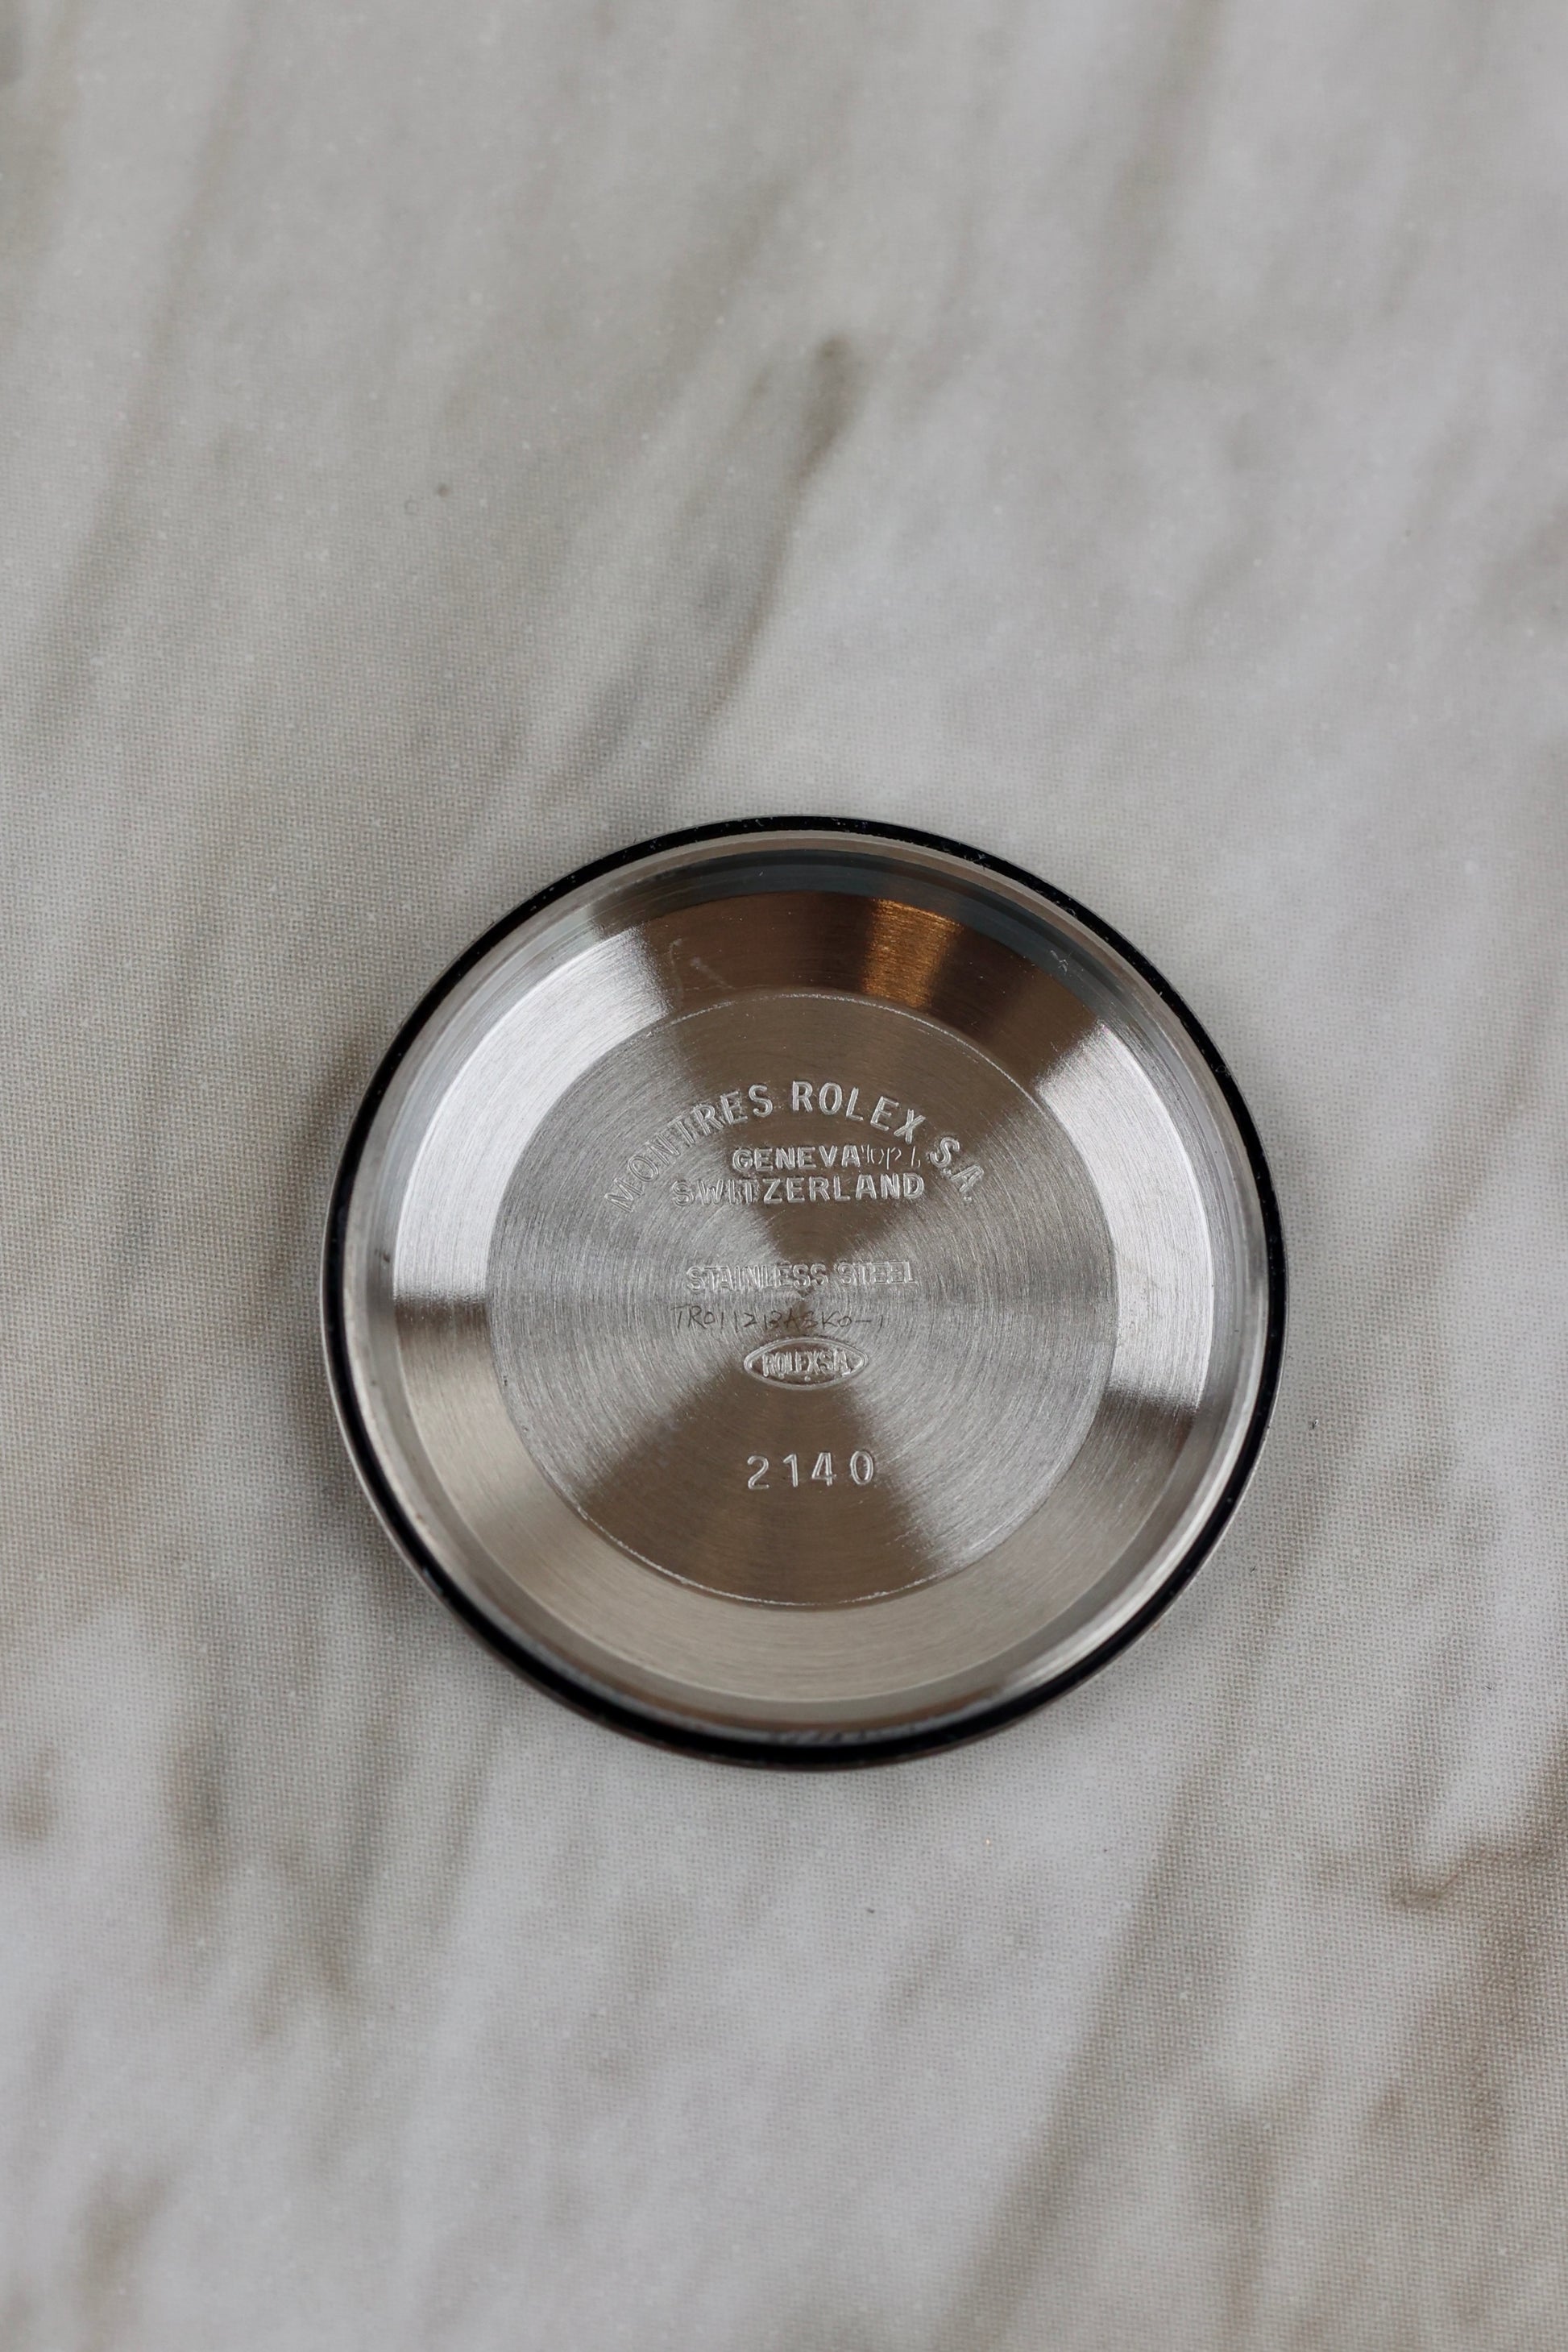 MONTRES ROLEX S.A.
GENEVA
SWITZERLAND
STAINLESS STEEL
ROLEX S.A.
2140